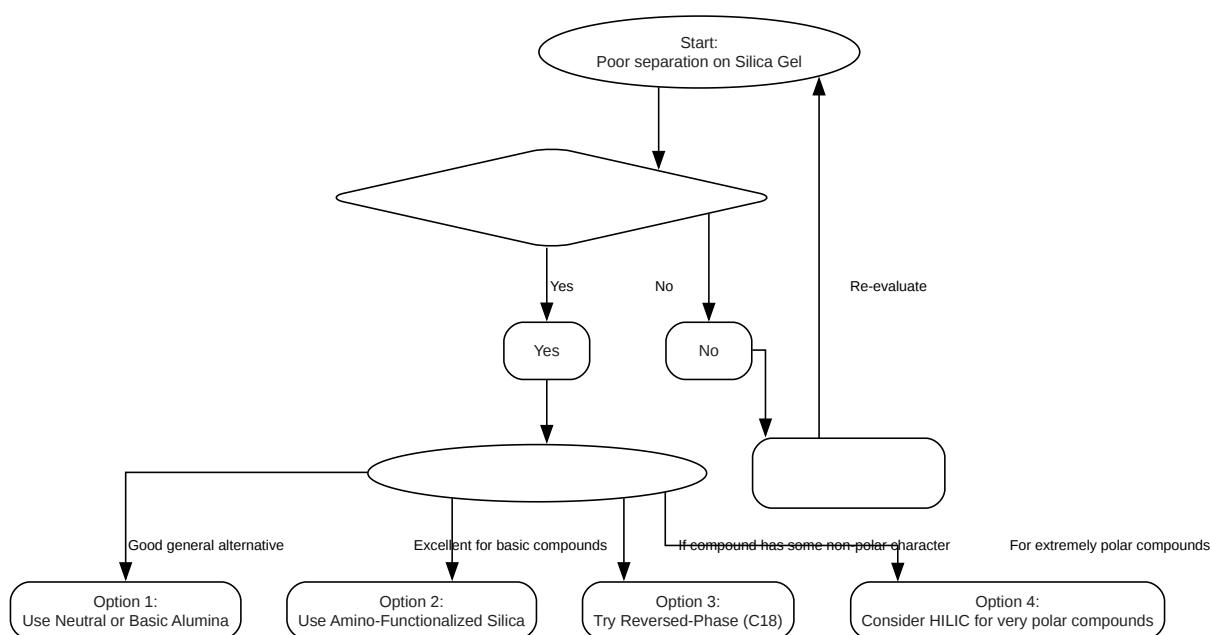 Start:
Poor separation on Silica Gel
Yes
No
Re-evaluate
Yes
No
Good general alternative
Excellent for basic compounds
If compound has some non-polar character
For extremely polar compounds
Option 1:
Use Neutral or Basic Alumina
Option 2:
Use Amino-Functionalized Silica
Option 3:
Try Reversed-Phase (C18)
Option 4:
Consider HILIC for very polar compounds